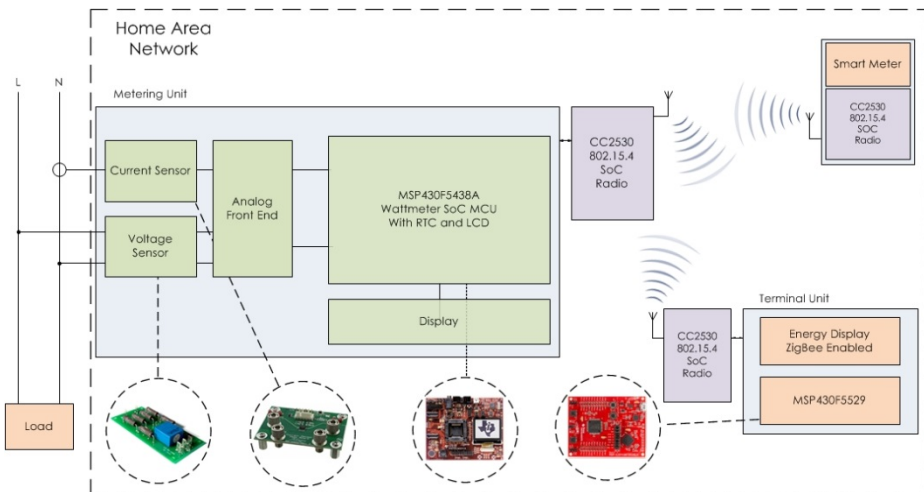 Home Area
Network
L
N
Metering Unit
Current Sensor
Voltage
Sensor
Analog
Front End
MSP430F5438A
Wattmeter SoC MCU
With RTC and LCD
Display
CC2530
802.15.4
SoC
Radio
Smart Meter
CC2530
802.15.4
SOC
Radio
CC2530
802.15.4
SoC
Radio
Terminal Unit
Energy Display
ZigBee Enabled
MSP430F5529
Load